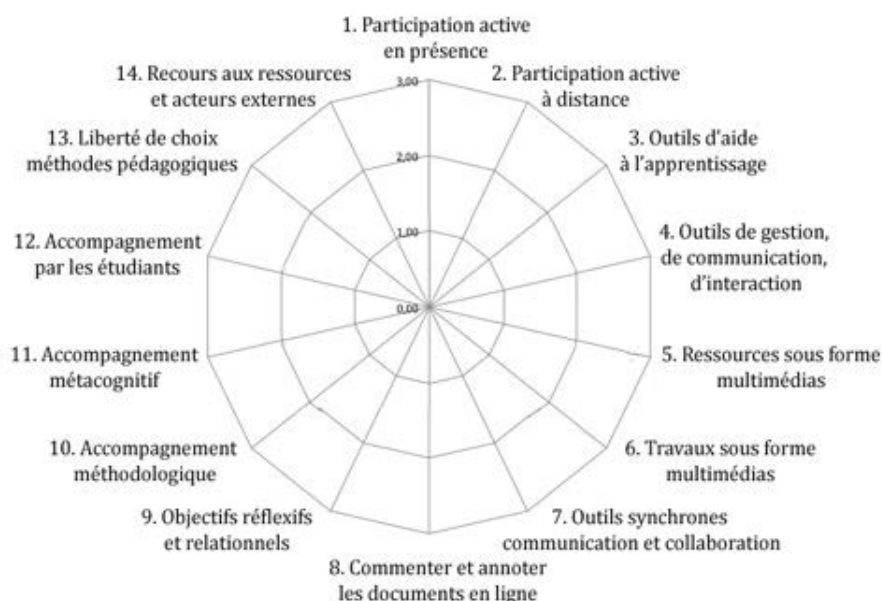 1. Participation active
en présence
2. Participation active
à distance
3. Outils d'aide
à l'apprentissage
4. Outils de gestion,
de communication,
d'interaction
5. Ressources sous forme
multimédias
6. Travaux sous forme
multimédias
7. Outils synchrones
communication et collaboration
8. Commenter et annoter
les documents en ligne
9. Objectifs réflexifs
et relationnels
10. Accompagnement
méthodologique
11. Accompagnement
métacognitif
12. Accompagnement
par les étudiants
13. Liberté de choix
méthodes pédagogiques
14. Recours aux ressources
et acteurs externes
3,00
2,00
1,00
0,00